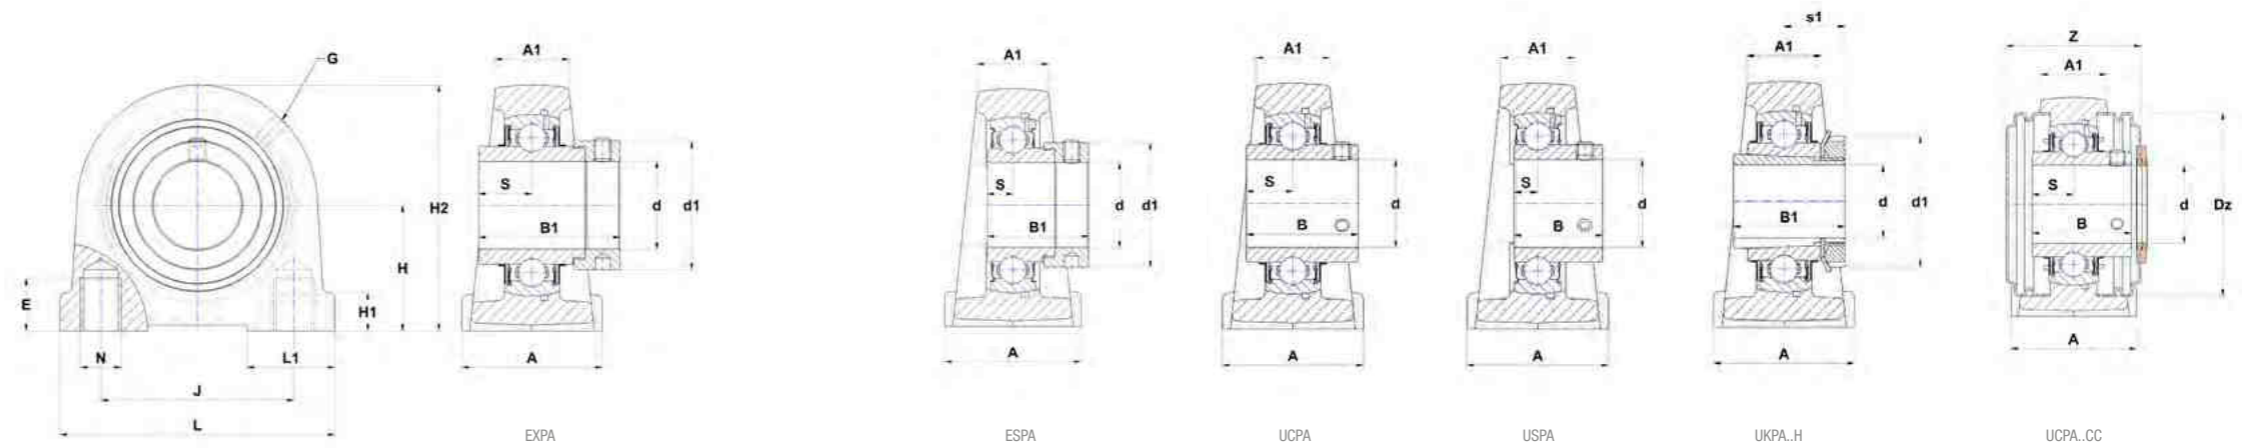 G
H2
H
E
H1
N
L1
J
L
A1
S
d
d1
B1
A
EXPA
A1
S
d
d1
B1
A
ESPA
A1
S
d
B
A
UCPA
A1
S
d
B
A
USPA
s1
A1
d
d1
B1
A
UKPA..H
Z
A1
S
d
Dz
B
A
UCPA..CC